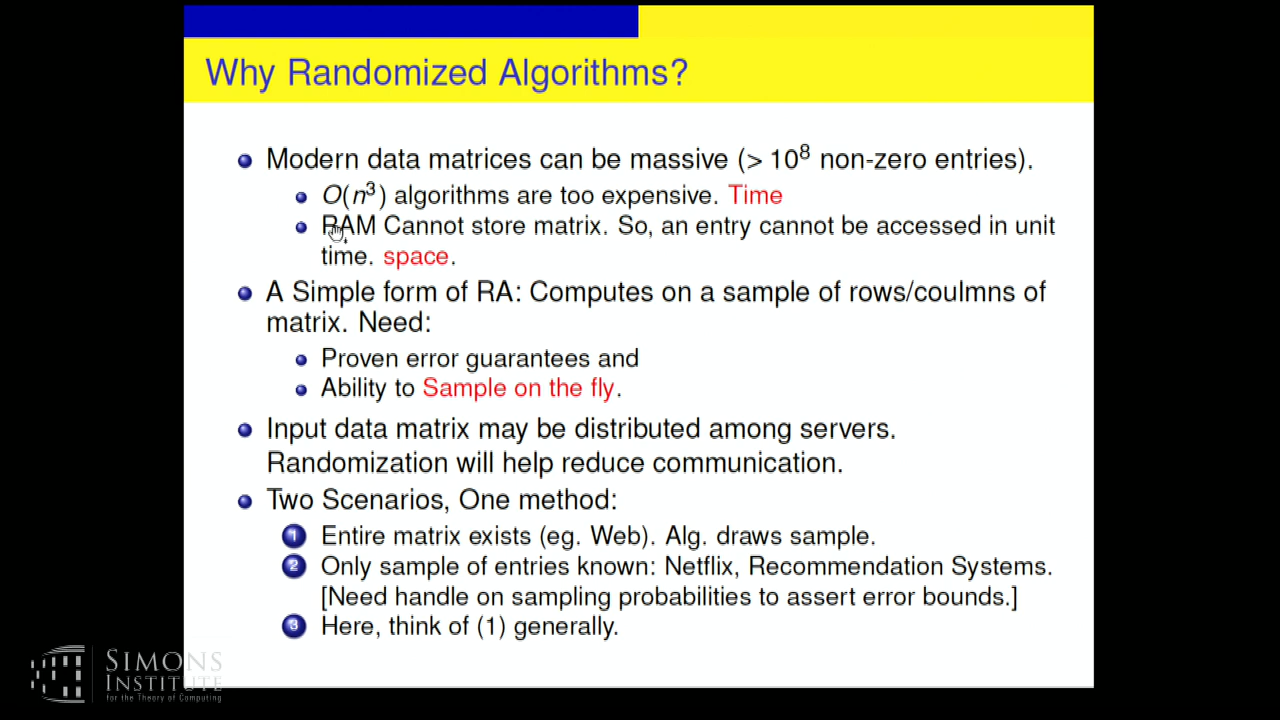 Why Randomized Algorithms?
Modern data matrices can be massive (> 10⁸ non-zero entries).
O(n³) algorithms are too expensive. Time
RAM Cannot store matrix. So, an entry cannot be accessed in unit
time. space.
A Simple form of RA: Computes on a sample of rows/coulmns of
matrix. Need:
Proven error guarantees and
Ability to Sample on the fly.
Input data matrix may be distributed among servers.
Randomization will help reduce communication.
Two Scenarios, One method:
1 Entire matrix exists (eg. Web). Alg. draws sample.
2 Only sample of entries known: Netflix, Recommendation Systems.
[Need handle on sampling probabilities to assert error bounds.]
3 Here, think of (1) generally.
SIMONS
INSTITUTE
for the Theory of Computing